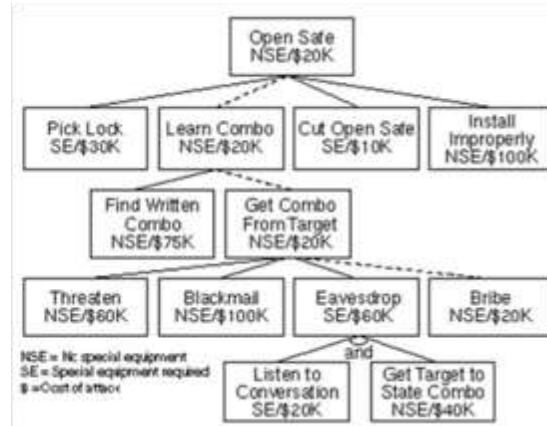 Open Safe
NSE/$20K
Pick Lock
SE/$30K
Learn Combo
NSE/$20K
Cut Open Safe
SE/$10K
Install
Improperly
NSE/$100K
Find Written
Combo
NSE/$75K
Get Combo
From Target
NSE/$20K
Threaten
NSE/$60K
Blackmail
NSE/$100K
Eavesdrop
SE/$60K
Bribe
NSE/$20K
NSE = No special equipment
SE = Special equipment required
$ = Cost of attack
and
Listen to
Conversation
SE/$20K
Get Target to
State Combo
NSE/$40K